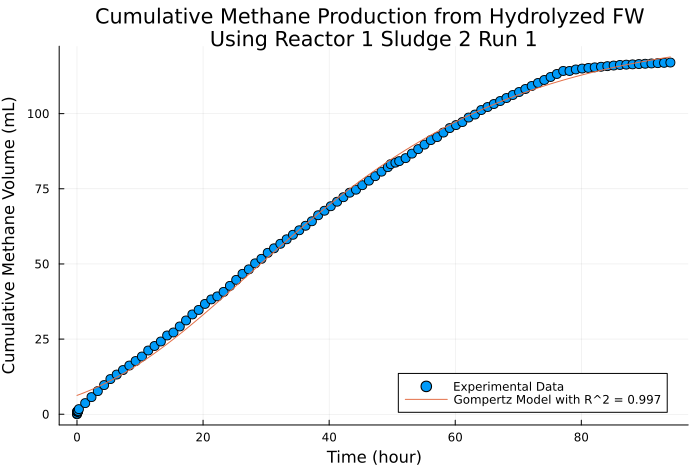 Cumulative Methane Production from Hydrolyzed FW
Using Reactor 1 Sludge 2 Run 1
Cumulative Methane Volume (mL)
100
75
50
25
0
0
20
40
60
80
Time (hour)
Experimental Data
Gompertz Model with R^2 = 0.997